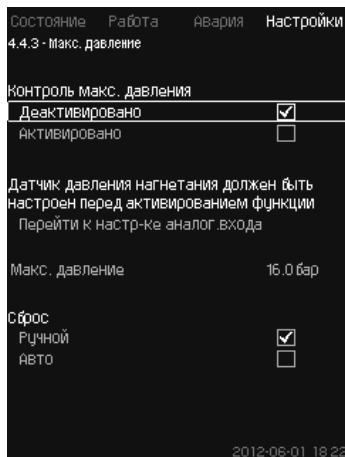 Состояние Работа Авария Настройки
4.4.3 - Макс. давление
Контроль макс. давления
Деактивировано
Активировано
Датчик давления нагнетания должен быть
настроен перед активированием функции
Перейти к настр-ке аналог.входа
Макс. давление 16.0 бар
Сброс
Ручной
Авто
2012-06-01 18:22